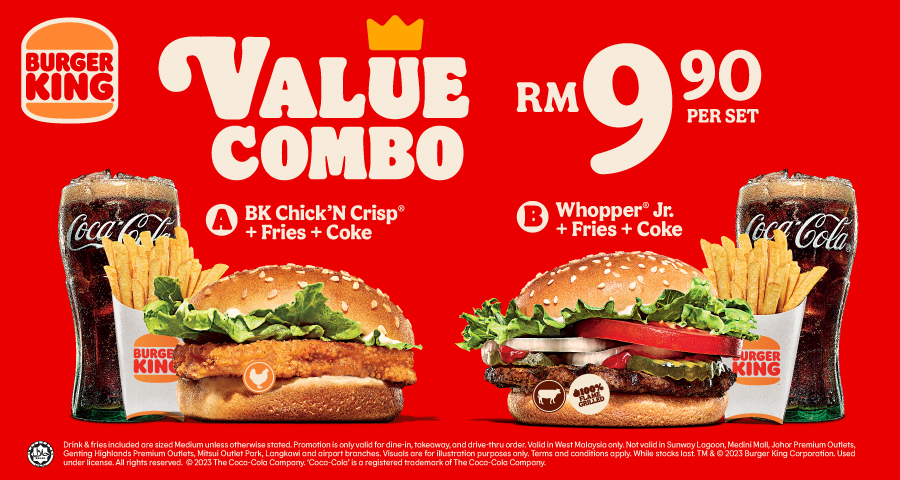 BURGER
KING
VALUE
COMBO
RM 9 90
PER SET
A BK Chick'N Crisp®
+ Fries + Coke
B Whopper® Jr.
+ Fries + Coke
Coca-Cola
Coca-Cola
BURGER
KING
BURGER
KING
100%
FLAME
GRILLED
Drink & fries included are sized Medium unless otherwise stated. Promotion is only valid for dine-in, takeaway, and drive-thru order. Valid in West Malaysia only. Not valid in Sunway Lagoon, Medini Mall, Johor Premium Outlets,
Genting Highlands Premium Outlets, Mitsui Outlet Park, Langkawi and airport branches. Visuals are for illustration purposes only. Terms and conditions apply. While stocks last. TM & © 2023 Burger King Corporation. Used
under license. All rights reserved. © 2023 The Coca-Cola Company. 'Coca-Cola' is a registered trademark of The Coca-Cola Company.